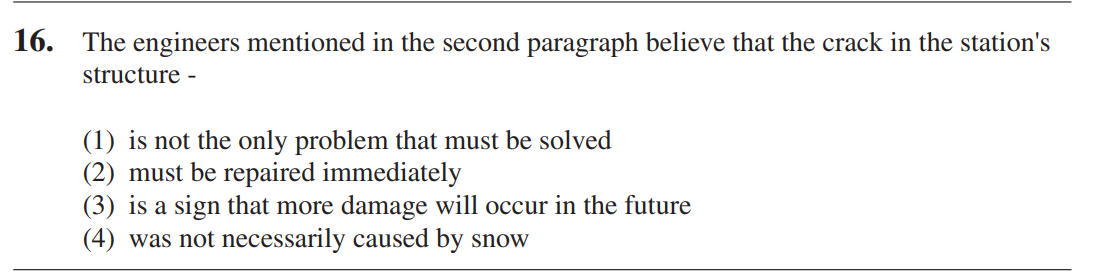 16. The engineers mentioned in the second paragraph believe that the crack in the station's
structure -
(1) is not the only problem that must be solved
(2) must be repaired immediately
(3) is a sign that more damage will occur in the future
(4) was not necessarily caused by snow